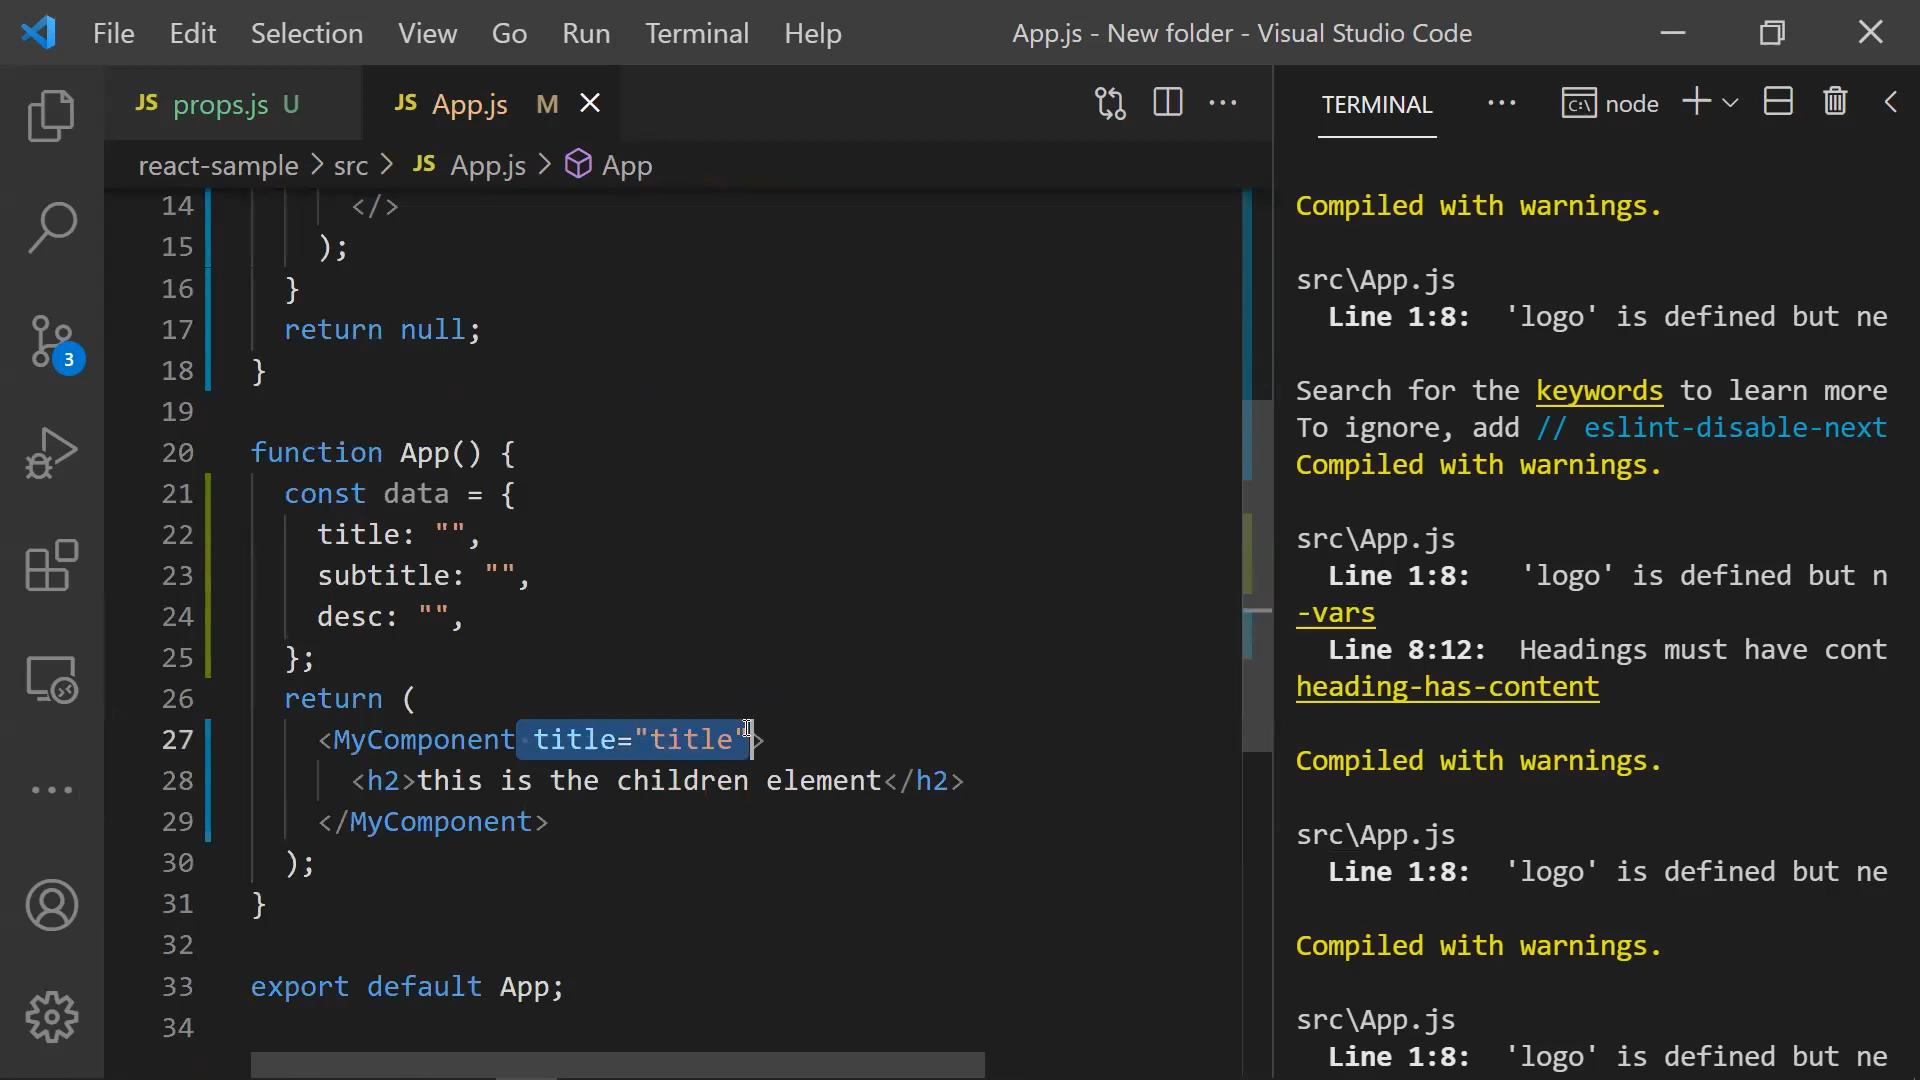 File Edit Selection View Go Run Terminal Help App.js - New folder - Visual Studio Code
JS props.js U JS App.js M
TERMINAL node
react-sample > src > JS App.js > App
14 </>
15 );
16 }
17 return null;
18 }
19
20 function App() {
21 const data = {
22 title: "",
23 subtitle: "",
24 desc: "",
25 };
26 return (
27 <MyComponent title="title">
28 <h2>this is the children element</h2>
29 </MyComponent>
30 );
31 }
32
33 export default App;
34
3
Compiled with warnings.
src\App.js
Line 1:8: 'logo' is defined but ne
Search for the keywords to learn more
To ignore, add // eslint-disable-next
Compiled with warnings.
src\App.js
Line 1:8: 'logo' is defined but n
-vars
Line 8:12: Headings must have cont
heading-has-content
Compiled with warnings.
src\App.js
Line 1:8: 'logo' is defined but ne
Compiled with warnings.
src\App.js
Line 1:8: 'logo' is defined but ne